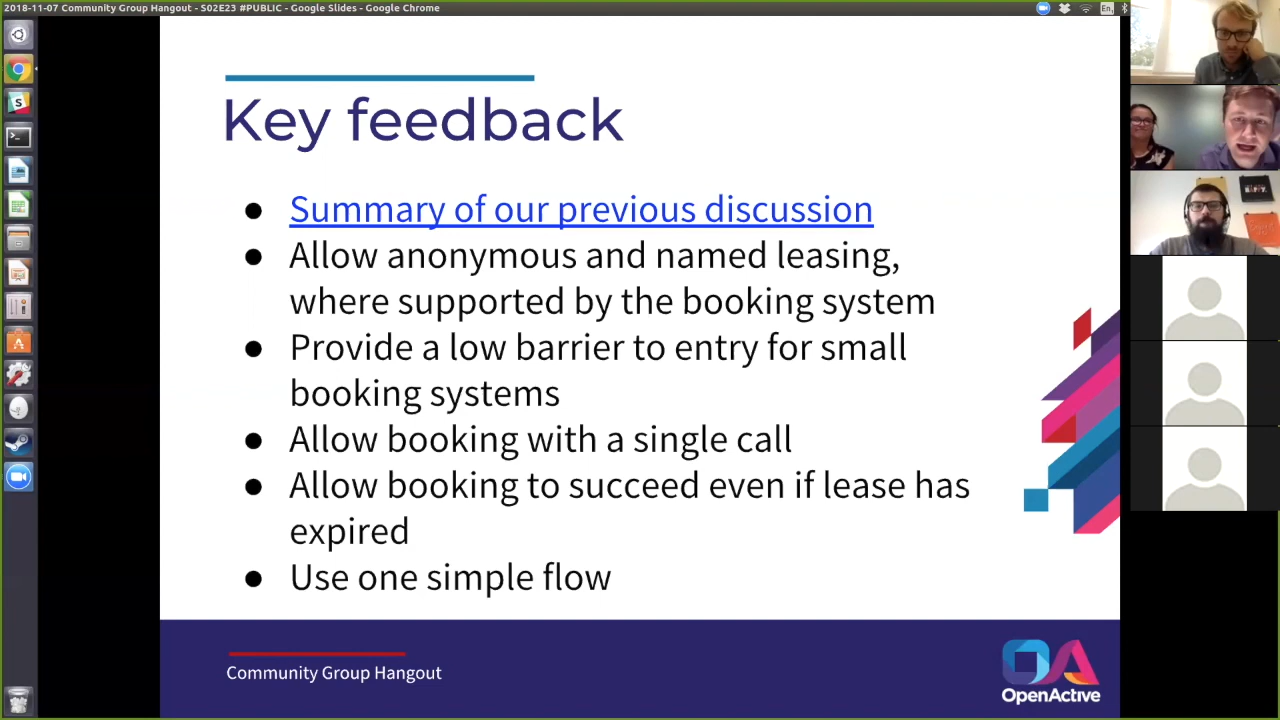 2018-11-07 Community Group Hangout - S02E23 #PUBLIC - Google Slides - Google Chrome
En
Key feedback
● Summary of our previous discussion
● Allow anonymous and named leasing,
where supported by the booking system
● Provide a low barrier to entry for small
booking systems
● Allow booking with a single call
● Allow booking to succeed even if lease has
expired
● Use one simple flow
Community Group Hangout
OpenActive